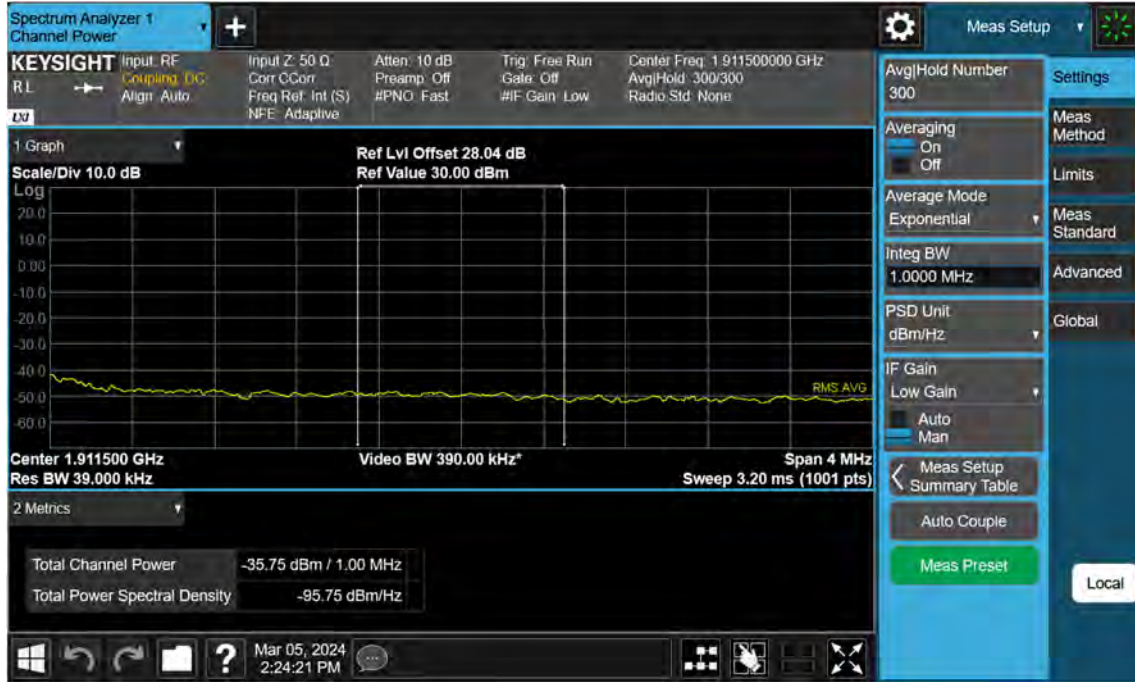 Spectrum Analyzer 1
Channel Power
+
Meas Setup
KEYSIGHT
RL
LXI
Input: RF
Coupling: DC
Align: Auto
Input Z: 50 Ω
Corr CCorr
Freq Ref: Int (S)
NFE: Adaptive
Atten: 10 dB
Preamp: Off
#PNO: Fast
Trig: Free Run
Gate: Off
#IF Gain: Low
Center Freq: 1.911500000 GHz
Avg|Hold: 300/300
Radio Std: None
1 Graph
Scale/Div 10.0 dB
Ref Lvl Offset 28.04 dB
Ref Value 30.00 dBm
Log
20.0
10.0
0.00
-10.0
-20.0
-30.0
-40.0
-50.0
-60.0
RMS AVG
Center 1.911500 GHz
Res BW 39.000 kHz
Video BW 390.00 kHz*
Span 4 MHz
Sweep 3.20 ms (1001 pts)
2 Metrics
Total Channel Power -35.75 dBm / 1.00 MHz
Total Power Spectral Density -95.75 dBm/Hz
?
Mar 05, 2024
2:24:21 PM
Avg|Hold Number
300
Averaging
On
Off
Average Mode
Exponential
Integ BW
1.0000 MHz
PSD Unit
dBm/Hz
IF Gain
Low Gain
Auto
Man
Meas Setup
Summary Table
Auto Couple
Meas Preset
Settings
Meas
Method
Limits
Meas
Standard
Advanced
Global
Local